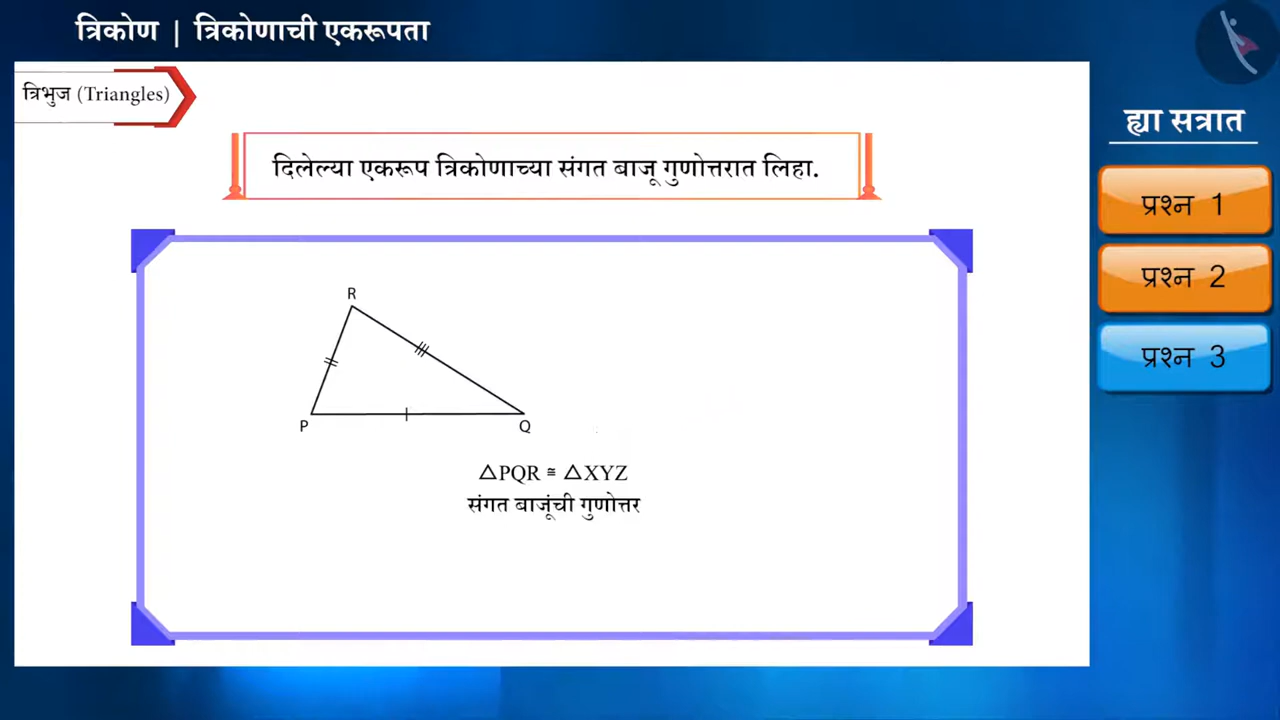 त्रिकोण | त्रिकोणाची एकरूपता
त्रिभुज (Triangles)
ह्या सत्रात
दिलेल्या एकरूप त्रिकोणाच्या संगत बाजू गुणोत्तरात लिहा.
प्रश्न 1
प्रश्न 2
प्रश्न 3
R
P
Q
△PQR ≅ △XYZ
संगत बाजूंची गुणोत्तर